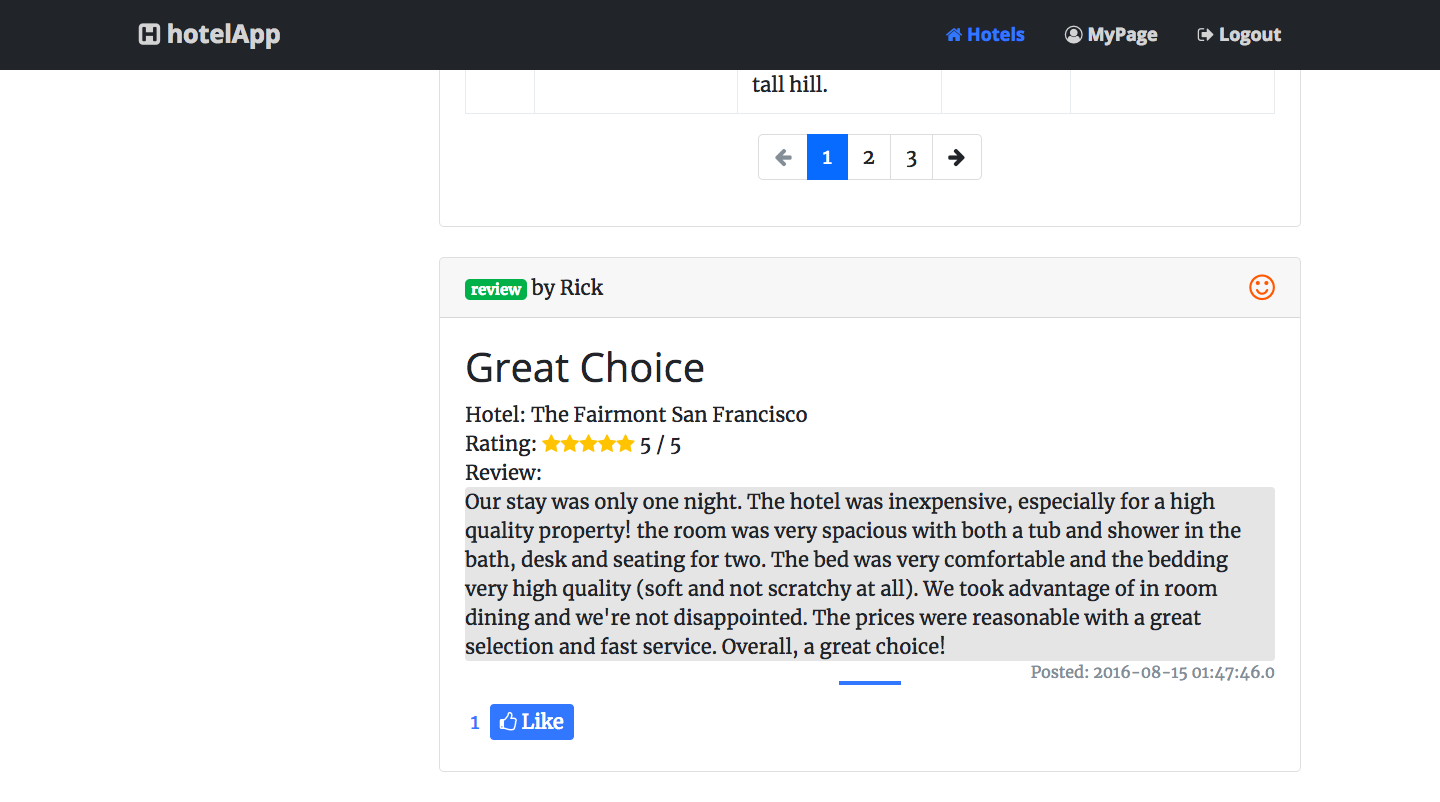 hotelApp
Hotels MyPage Logout
tall hill.
1 2 3
review by Rick
Great Choice
Hotel: The Fairmont San Francisco
Rating: 5 / 5
Review:
Our stay was only one night. The hotel was inexpensive, especially for a high
quality property! the room was very spacious with both a tub and shower in the
bath, desk and seating for two. The bed was very comfortable and the bedding
very high quality (soft and not scratchy at all). We took advantage of in room
dining and we're not disappointed. The prices were reasonable with a great
selection and fast service. Overall, a great choice!
Posted: 2016-08-15 01:47:46.0
1 Like